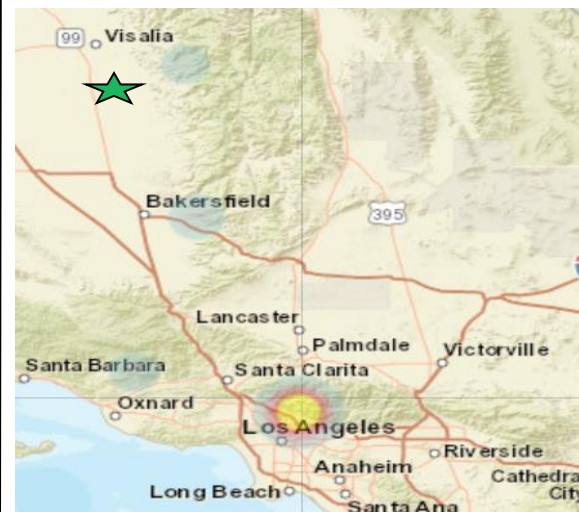 99
Visalia
Bakersfield
395
Lancaster
Palmdale
Victorville
Santa Barbara
Santa Clarita
Oxnard
Los Angeles
Riverside
Anaheim
Cathedra
City
Long Beach
Santa Ana